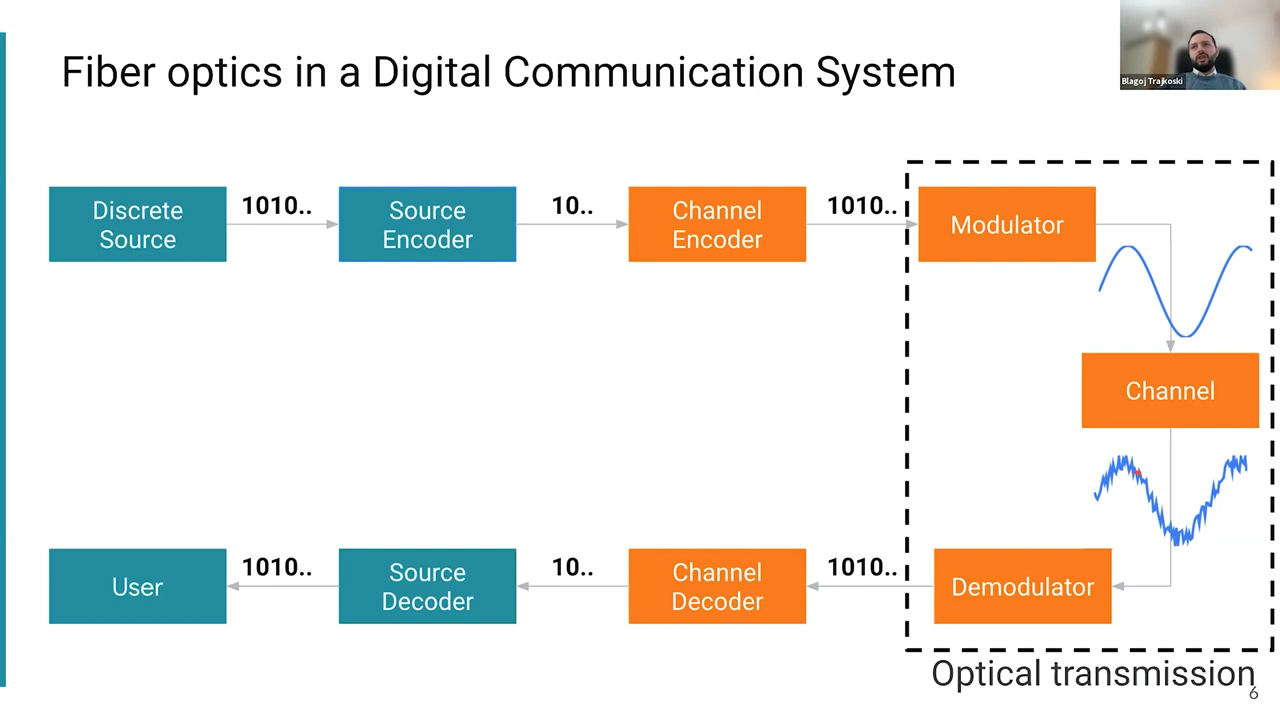 Fiber optics in a Digital Communication System
Blagoj Trajkoski
Discrete
Source
1010..
Source
Encoder
10..
Channel
Encoder
1010..
Modulator
Channel
User
1010..
Source
Decoder
10..
Channel
Decoder
1010..
Demodulator
Optical transmission
6